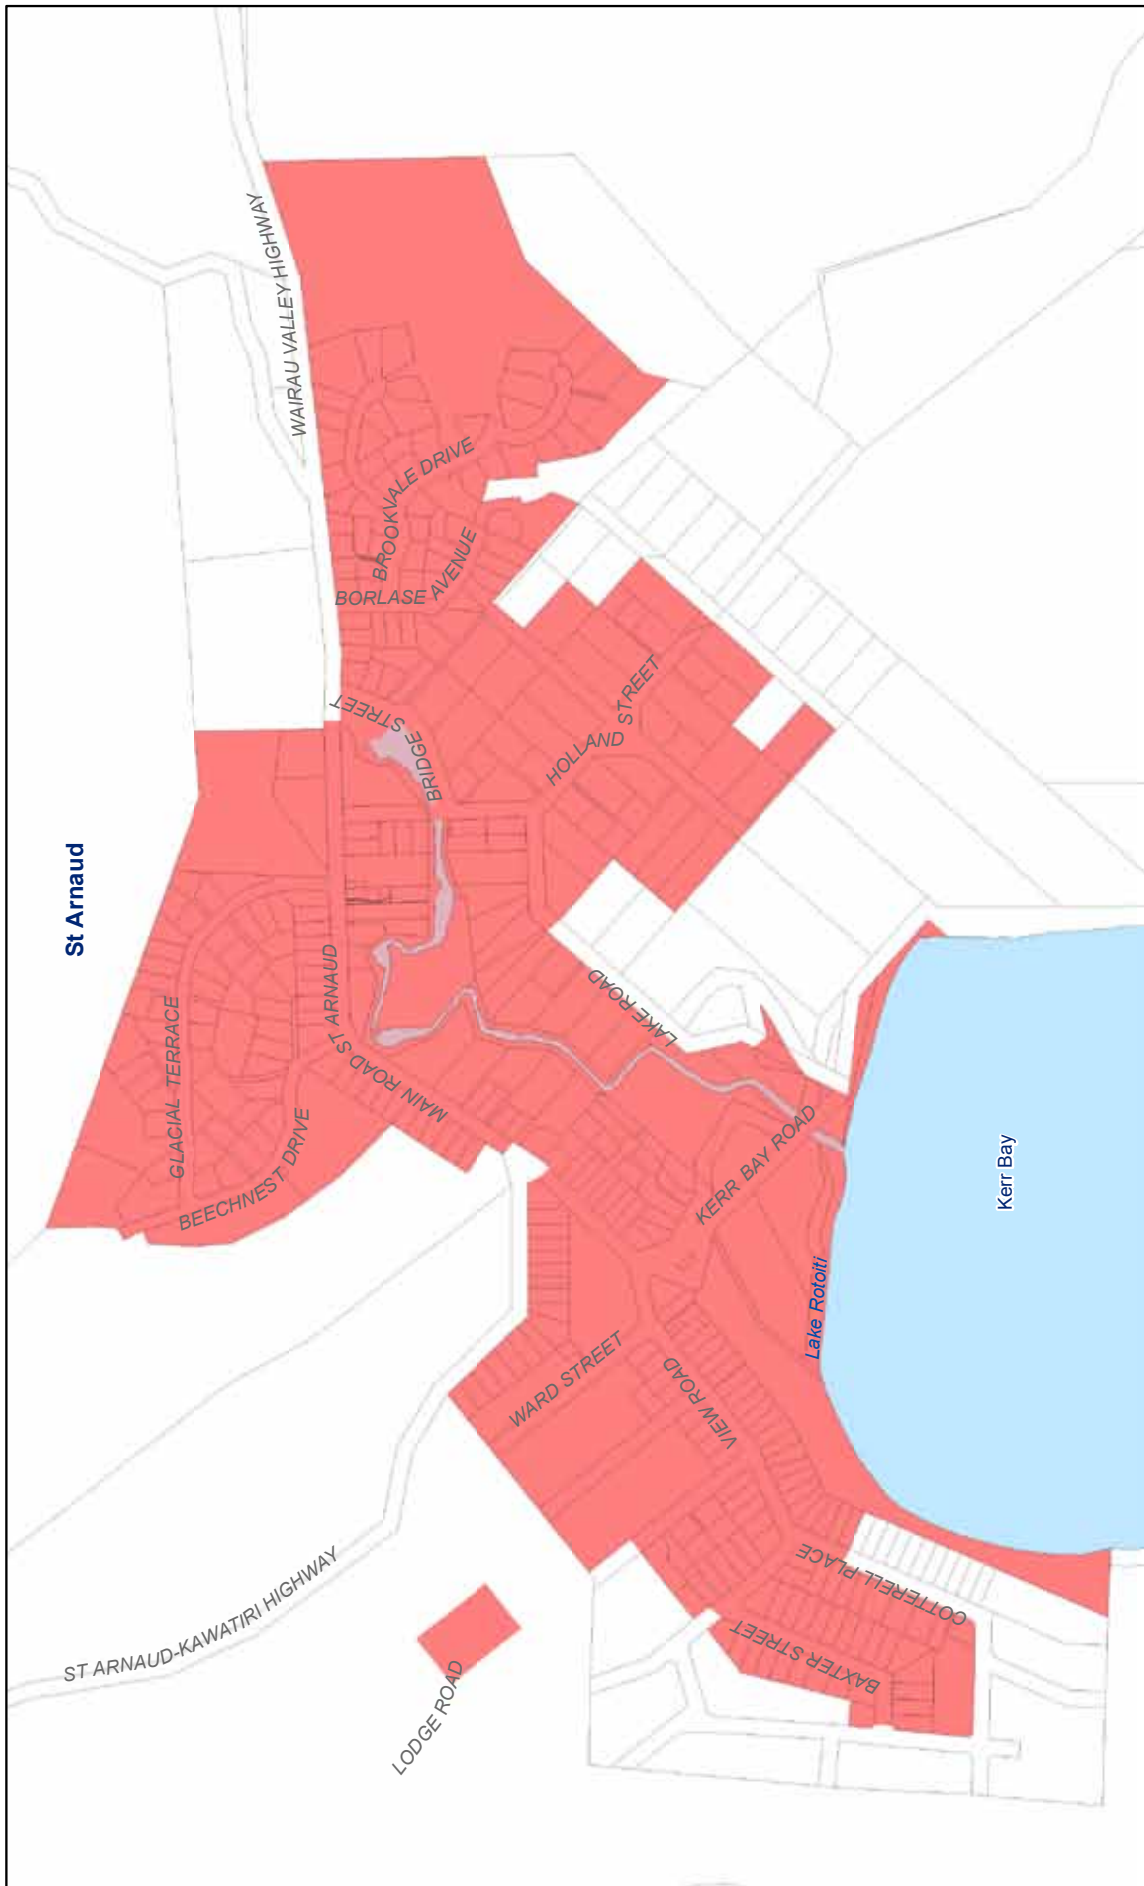 St Arnaud
WAIRAU VALLEY HIGHWAY
BROOKVALE DRIVE
BORLASE AVENUE
BRIDGE STREET
HOLLAND STREET
GLACIAL TERRACE
MAIN ROAD ST ARNAUD
LAKE ROAD
BEECHNEST DRIVE
KERR BAY ROAD
Kerr Bay
Lake Rotoiti
WARD STREET
VIEW ROAD
ST ARNAUD-KAWATIRI HIGHWAY
COTTERELL PLACE
BAXTER STREET
LODGE ROAD